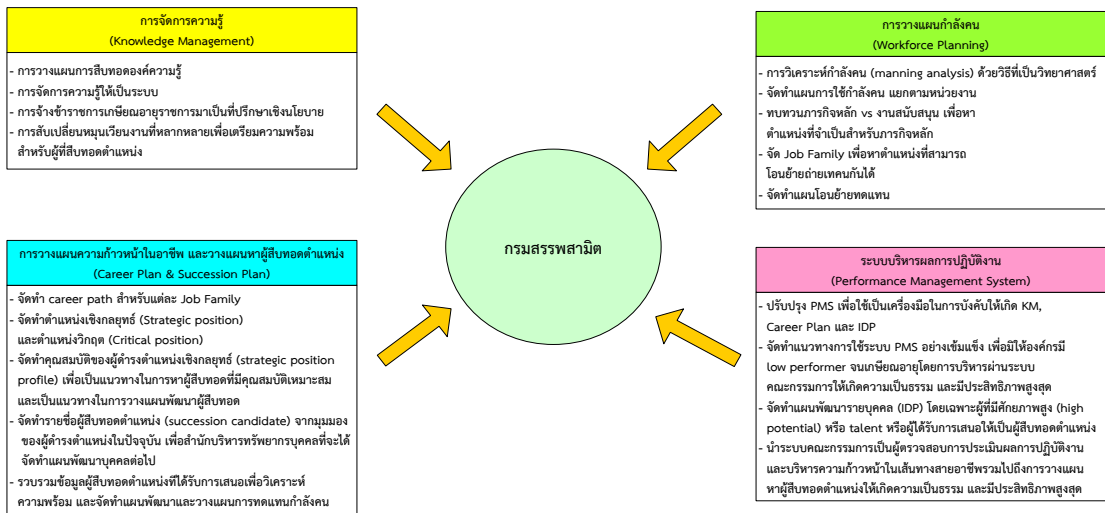 การจัดการความรู้
(Knowledge Management)
- การวางแผนการสืบทอดองค์ความรู้
- การจัดการความรู้ให้เป็นระบบ
- การจ้างข้าราชการเกษียณอายุราชการมาเป็นที่ปรึกษาเชิงนโยบาย
- การสับเปลี่ยนหมุนเวียนงานที่หลากหลายเพื่อเตรียมความพร้อม
สำหรับผู้ที่สืบทอดตำแหน่ง
การวางแผนกำลังคน
(Workforce Planning)
- การวิเคราะห์กำลังคน (manning analysis) ด้วยวิธีที่เป็นวิทยาศาสตร์
- จัดทำแผนการใช้กำลังคน แยกตามหน่วยงาน
- ทบทวนภารกิจหลัก vs งานสนับสนุน เพื่อหา
ตำแหน่งที่จำเป็นสำหรับภารกิจหลัก
- จัด Job Family เพื่อหาตำแหน่งที่สามารถ
โอนย้ายถ่ายเทคนกันได้
- จัดทำแผนโอนย้ายทดแทน
กรมสรรพสามิต
การวางแผนความก้าวหน้าในอาชีพ และวางแผนหาผู้สืบทอดตำแหน่ง
(Career Plan & Succession Plan)
- จัดทำ career path สำหรับแต่ละ Job Family
- จัดทำตำแหน่งเชิงกลยุทธ์ (Strategic position)
และตำแหน่งวิกฤต (Critical position)
- จัดทำคุณสมบัติของผู้ดำรงตำแหน่งเชิงกลยุทธ์ (strategic position
profile) เพื่อเป็นแนวทางในการหาผู้สืบทอดที่มีคุณสมบัติเหมาะสม
และเป็นแนวทางในการวางแผนพัฒนาผู้สืบทอด
- จัดทำรายชื่อผู้สืบทอดตำแหน่ง (succession candidate) จากมุมมอง
ของผู้ดำรงตำแหน่งในปัจจุบัน เพื่อสำนักบริหารทรัพยากรบุคคลที่จะได้
จัดทำแผนพัฒนาบุคคลต่อไป
- รวบรวมข้อมูลผู้สืบทอดตำแหน่งที่ได้รับการเสนอเพื่อวิเคราะห์
ความพร้อม และจัดทำแผนพัฒนาและวางแผนการทดแทนกำลังคน
ระบบบริหารผลการปฏิบัติงาน
(Performance Management System)
- ปรับปรุง PMS เพื่อใช้เป็นเครื่องมือในการบังคับให้เกิด KM,
Career Plan และ IDP
- จัดทำแนวทางการใช้ระบบ PMS อย่างเข้มแข็ง เพื่อมิให้องค์กรมี
low performer จนเกษียณอายุโดยการบริหารผ่านระบบ
คณะกรรมการให้เกิดความเป็นธรรม และมีประสิทธิภาพสูงสุด
- จัดทำแผนพัฒนารายบุคคล (IDP) โดยเฉพาะผู้ที่มีศักยภาพสูง (high
potential) หรือ talent หรือผู้ได้รับการเสนอให้เป็นผู้สืบทอดตำแหน่ง
- นำระบบคณะกรรมการเป็นผู้ตรวจสอบการประเมินผลการปฏิบัติงาน
และบริหารความก้าวหน้าในเส้นทางสายอาชีพรวมไปถึงการวางแผน
หาผู้สืบทอดตำแหน่งให้เกิดความเป็นธรรม และมีประสิทธิภาพสูงสุด